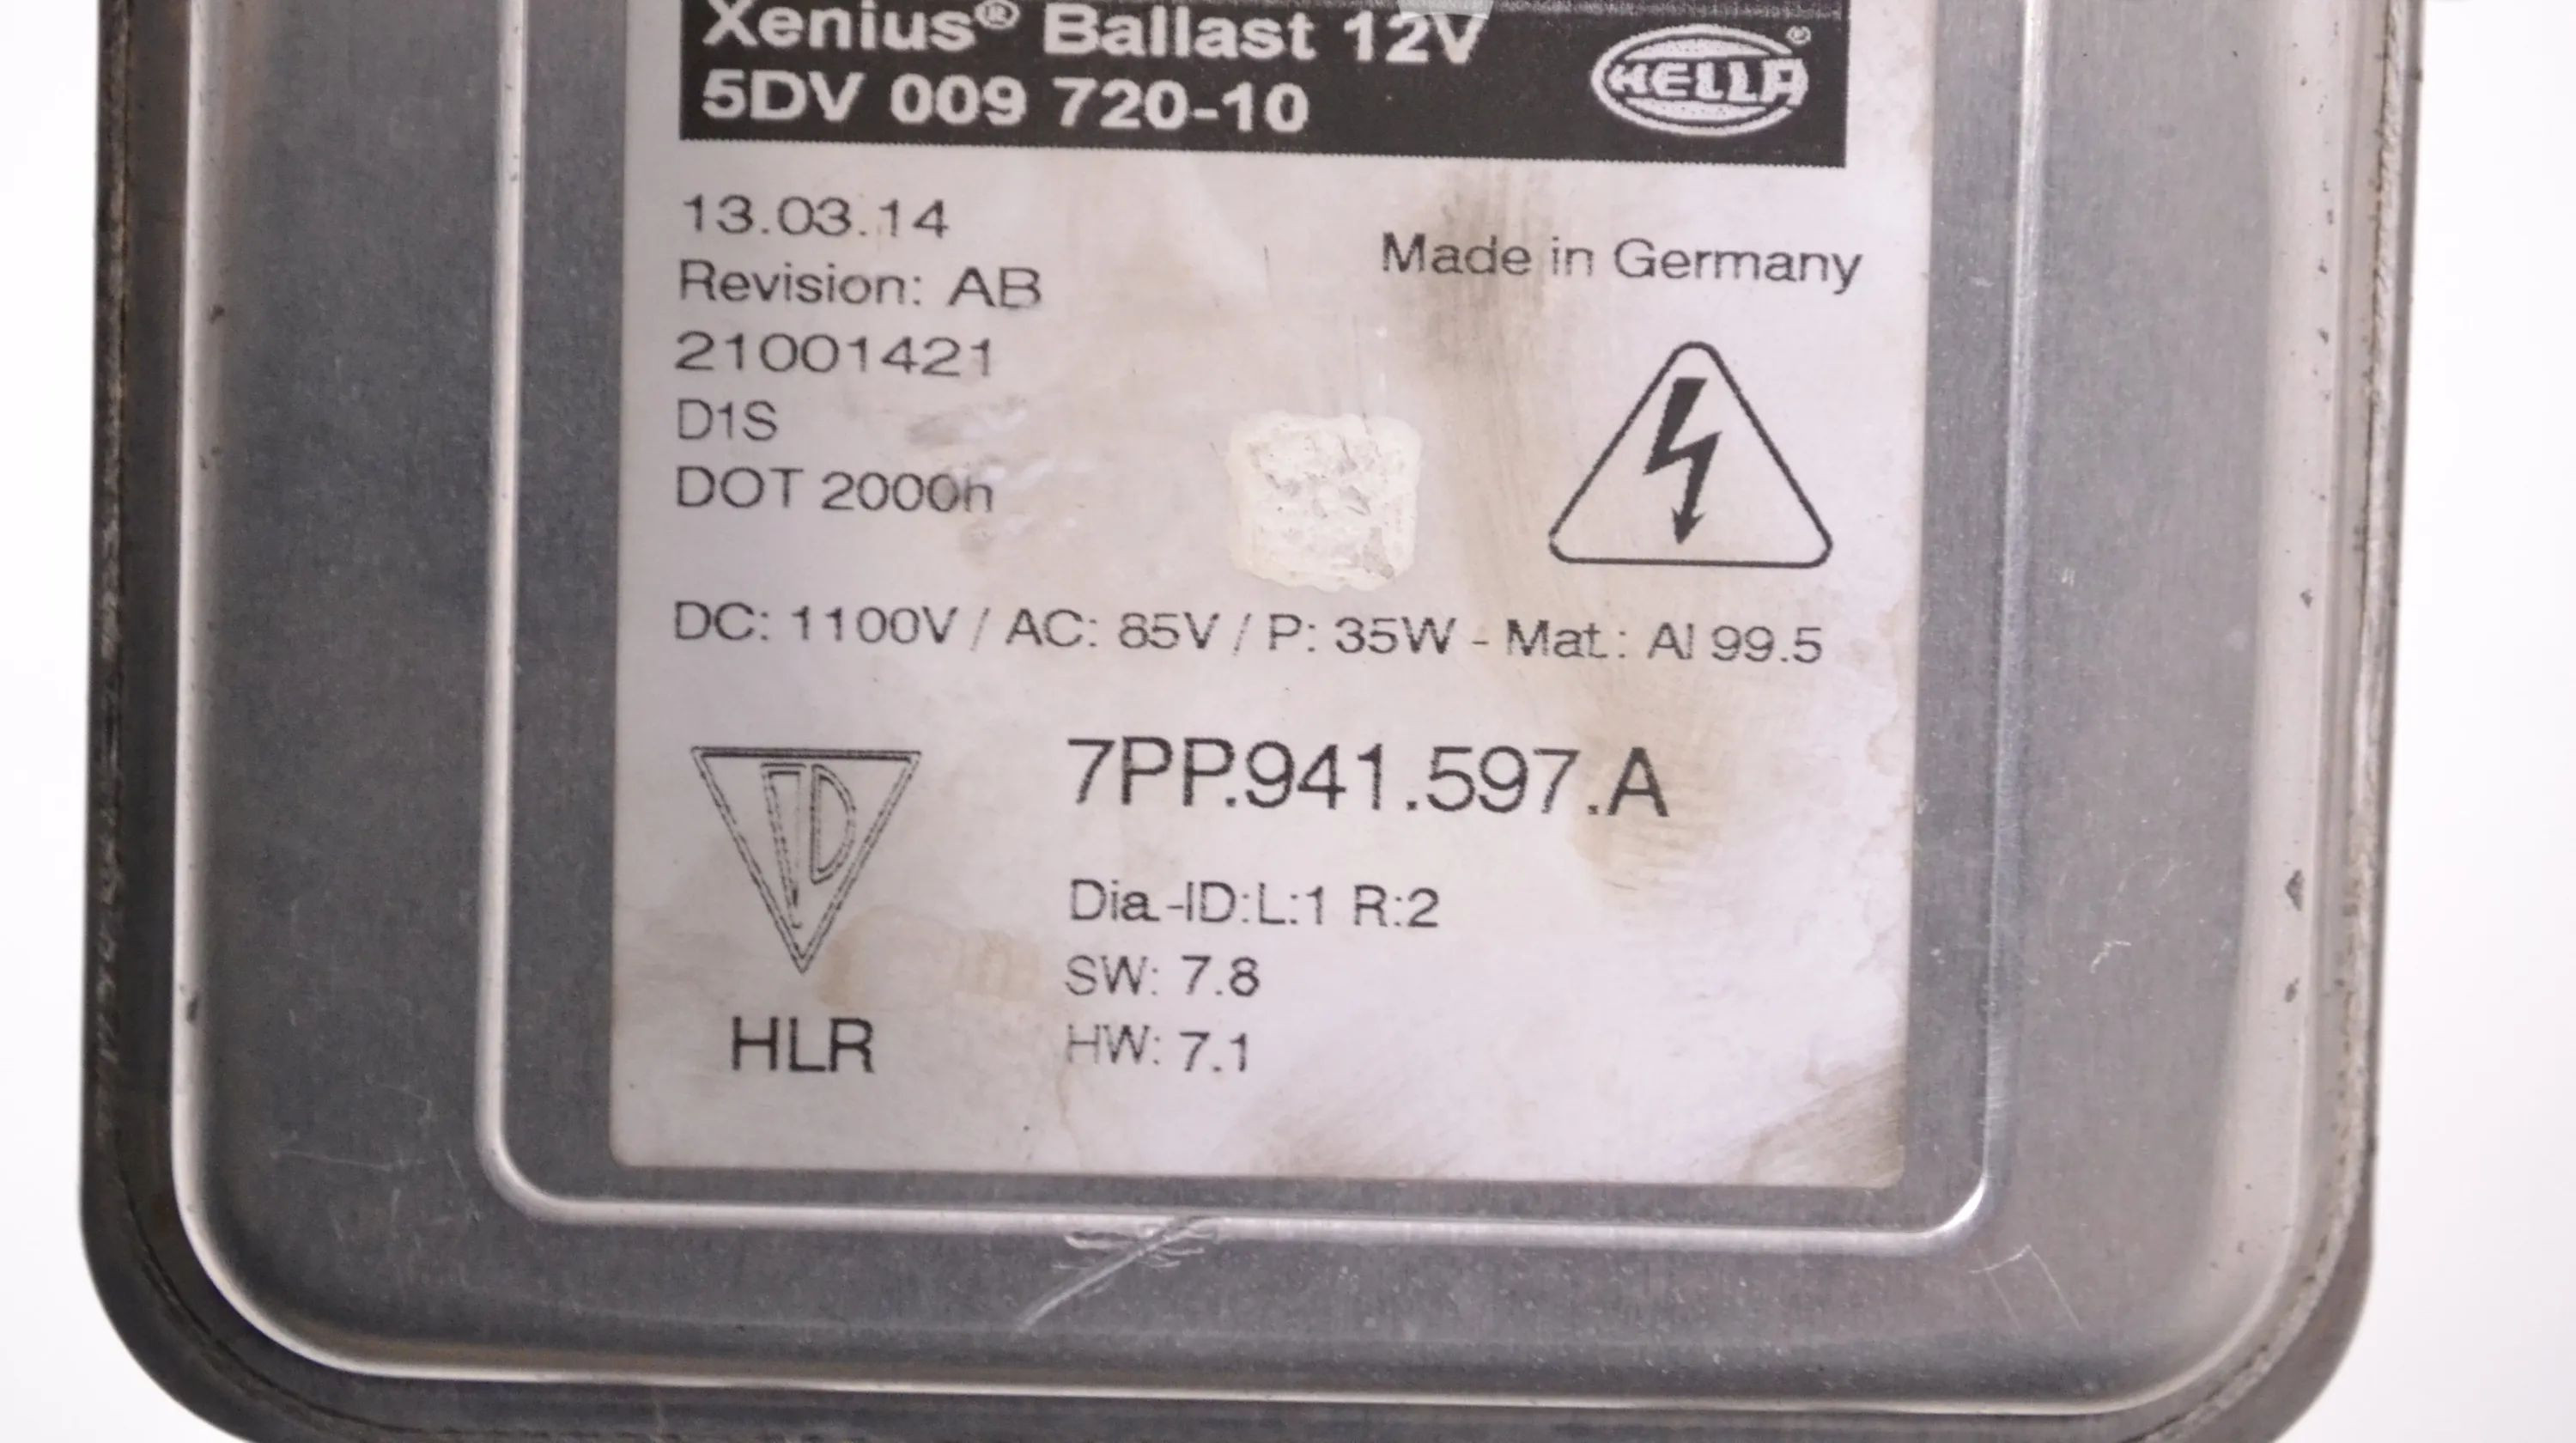 Xenius® Ballast 12V
5DV 009 720-10
HELLA®
13.03.14
Made in Germany
Revision: AB
21001421
D1S
DOT 2000h
DC: 1100V / AC: 85V / P: 35W - Mat.: Al 99.5
7PP.941.597.A
Dia.-ID:L:1 R:2
SW: 7.8
HLR
HW: 7.1